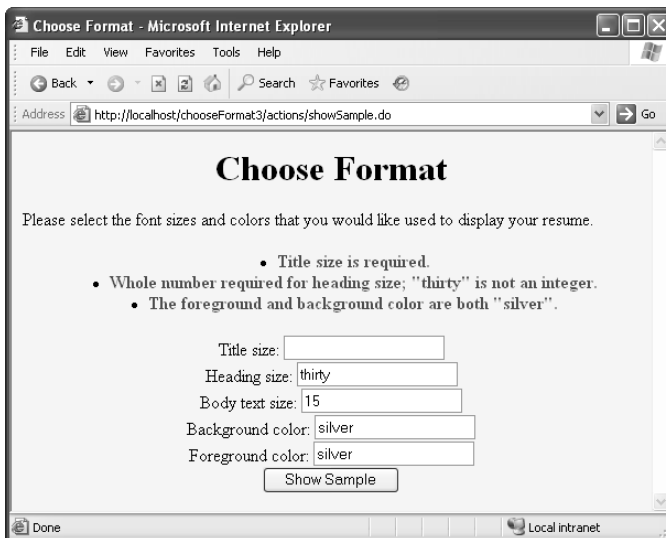 Choose Format - Microsoft Internet Explorer
File Edit View Favorites Tools Help
Back Search Favorites
Address http://localhost/chooseFormat3/actions/showSample.do Go
Choose Format
Please select the font sizes and colors that you would like used to display your resume.
• Title size is required.
• Whole number required for heading size; "thirty" is not an integer.
• The foreground and background color are both "silver".
Title size:
Heading size: thirty
Body text size: 15
Background color: silver
Foreground color: silver
Show Sample
Done Local intranet